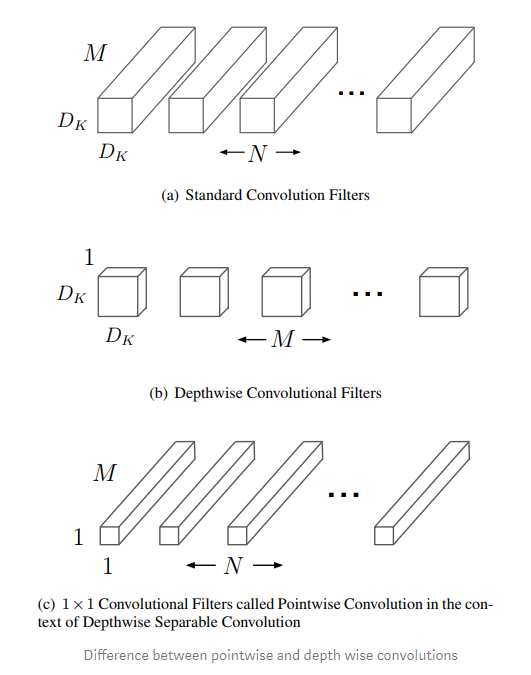 M
D_K
D_K
← N →
...
(a) Standard Convolution Filters
1
D_K
D_K
← M →
...
(b) Depthwise Convolutional Filters
M
1
1
← N →
...
(c) 1 × 1 Convolutional Filters called Pointwise Convolution in the con-
text of Depthwise Separable Convolution
Difference between pointwise and depth wise convolutions